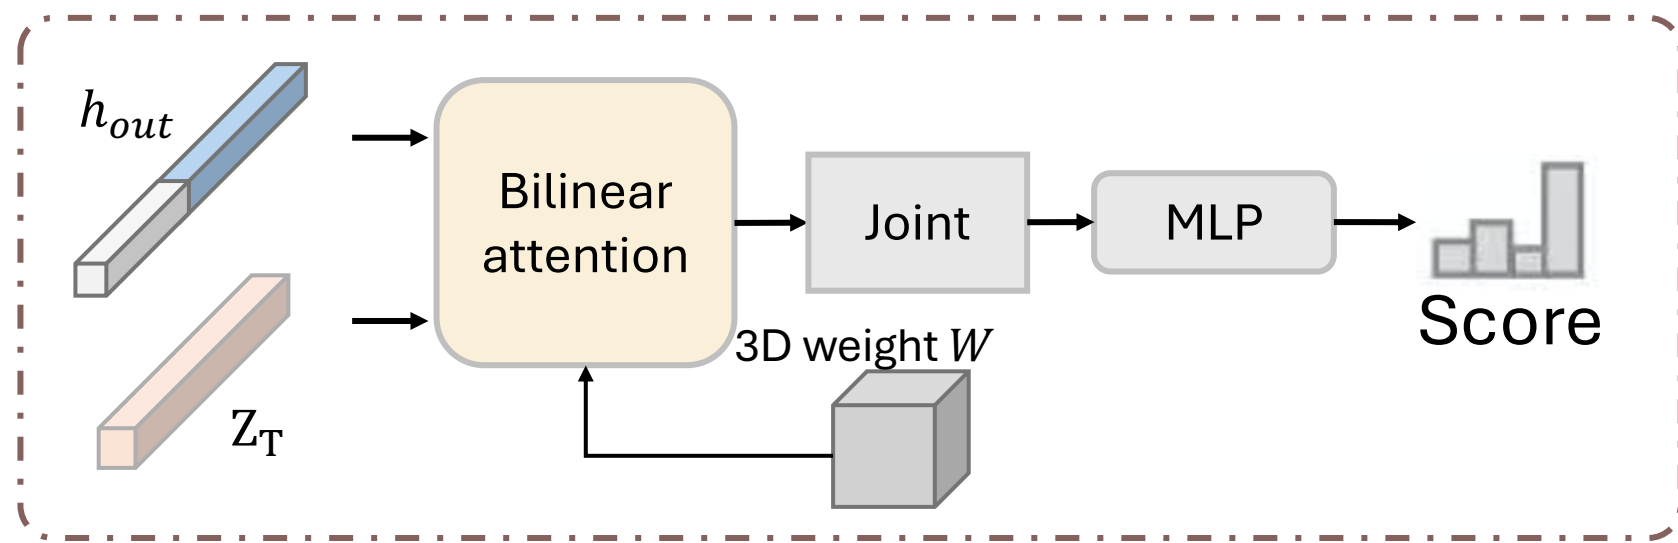 h_out
Bilinear
attention
Joint
MLP
Score
3D weight W
Z_T